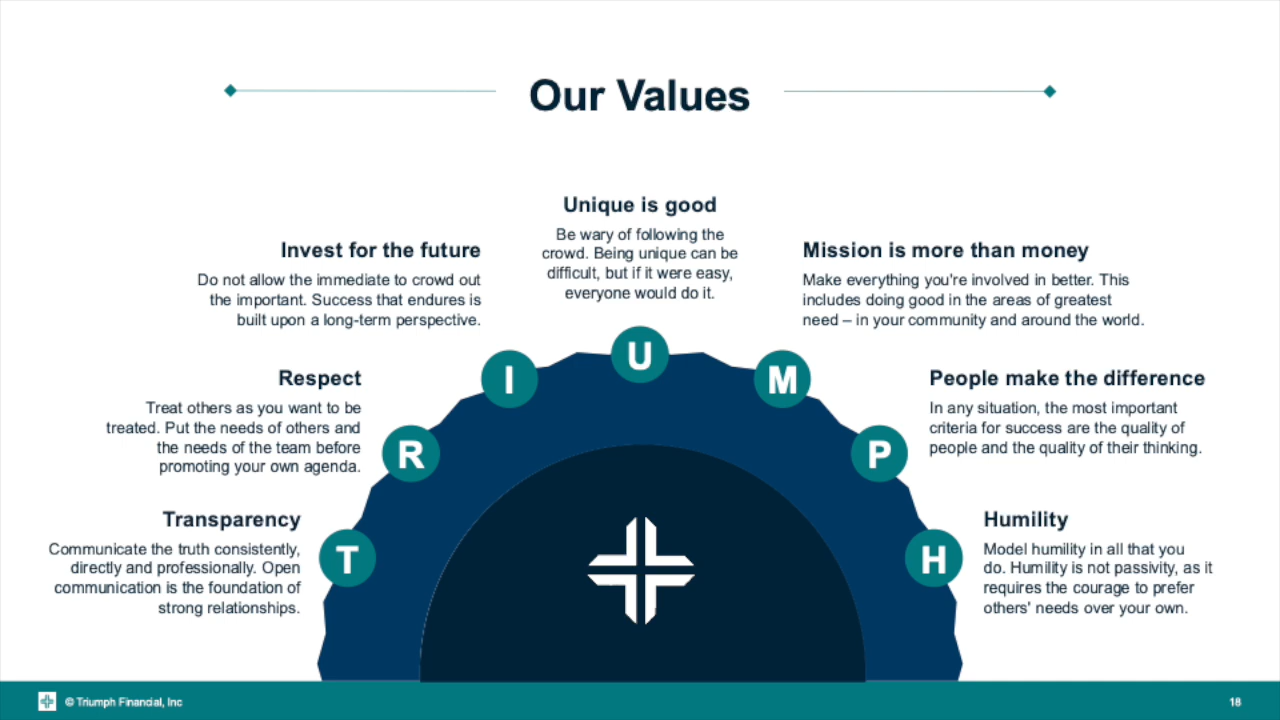 Our Values
Transparency
Communicate the truth consistently,
directly and professionally. Open
communication is the foundation of
strong relationships.
T
Respect
Treat others as you want to be
treated. Put the needs of others and
the needs of the team before
promoting your own agenda.
R
Invest for the future
Do not allow the immediate to crowd out
the important. Success that endures is
built upon a long-term perspective.
I
Unique is good
Be wary of following the
crowd. Being unique can be
difficult, but if it were easy,
everyone would do it.
U
Mission is more than money
Make everything you're involved in better. This
includes doing good in the areas of greatest
need – in your community and around the world.
M
People make the difference
In any situation, the most important
criteria for success are the quality of
people and the quality of their thinking.
P
Humility
Model humility in all that you
do. Humility is not passivity, as it
requires the courage to prefer
others' needs over your own.
H
© Triumph Financial, Inc
18